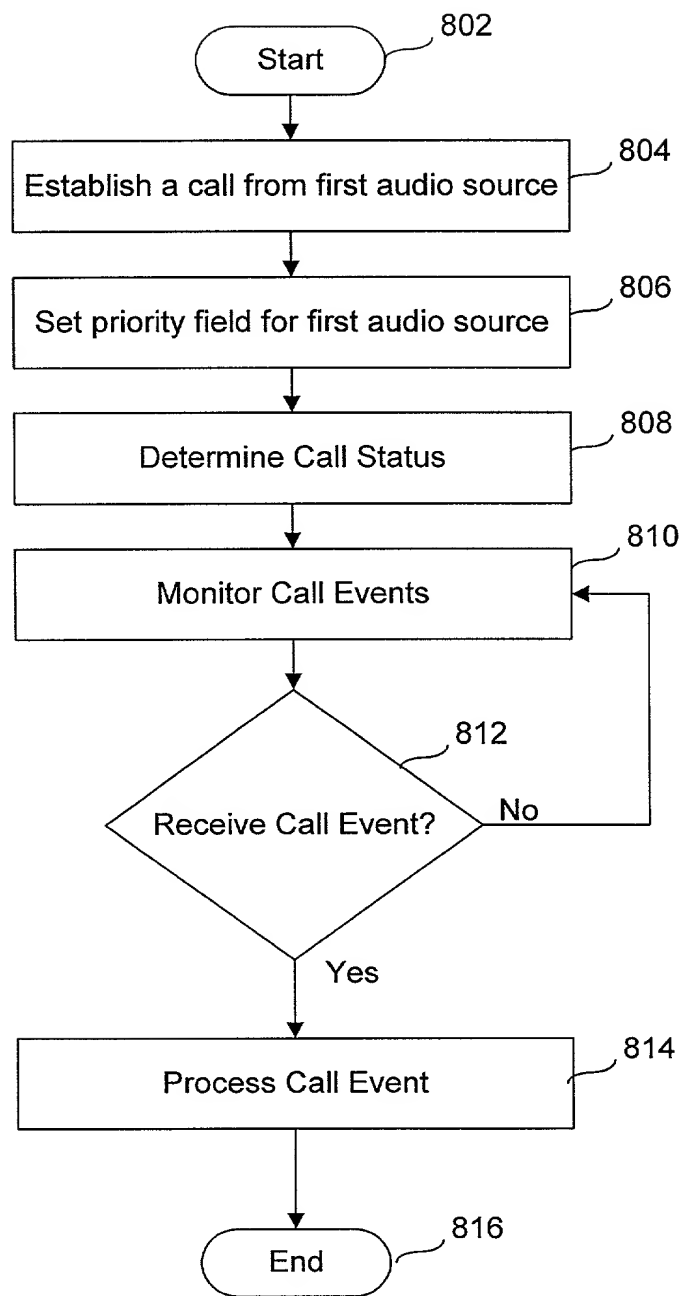 802
Start
804
Establish a call from first audio source
806
Set priority field for first audio source
808
Determine Call Status
810
Monitor Call Events
812
Receive Call Event?
No
Yes
814
Process Call Event
816
End